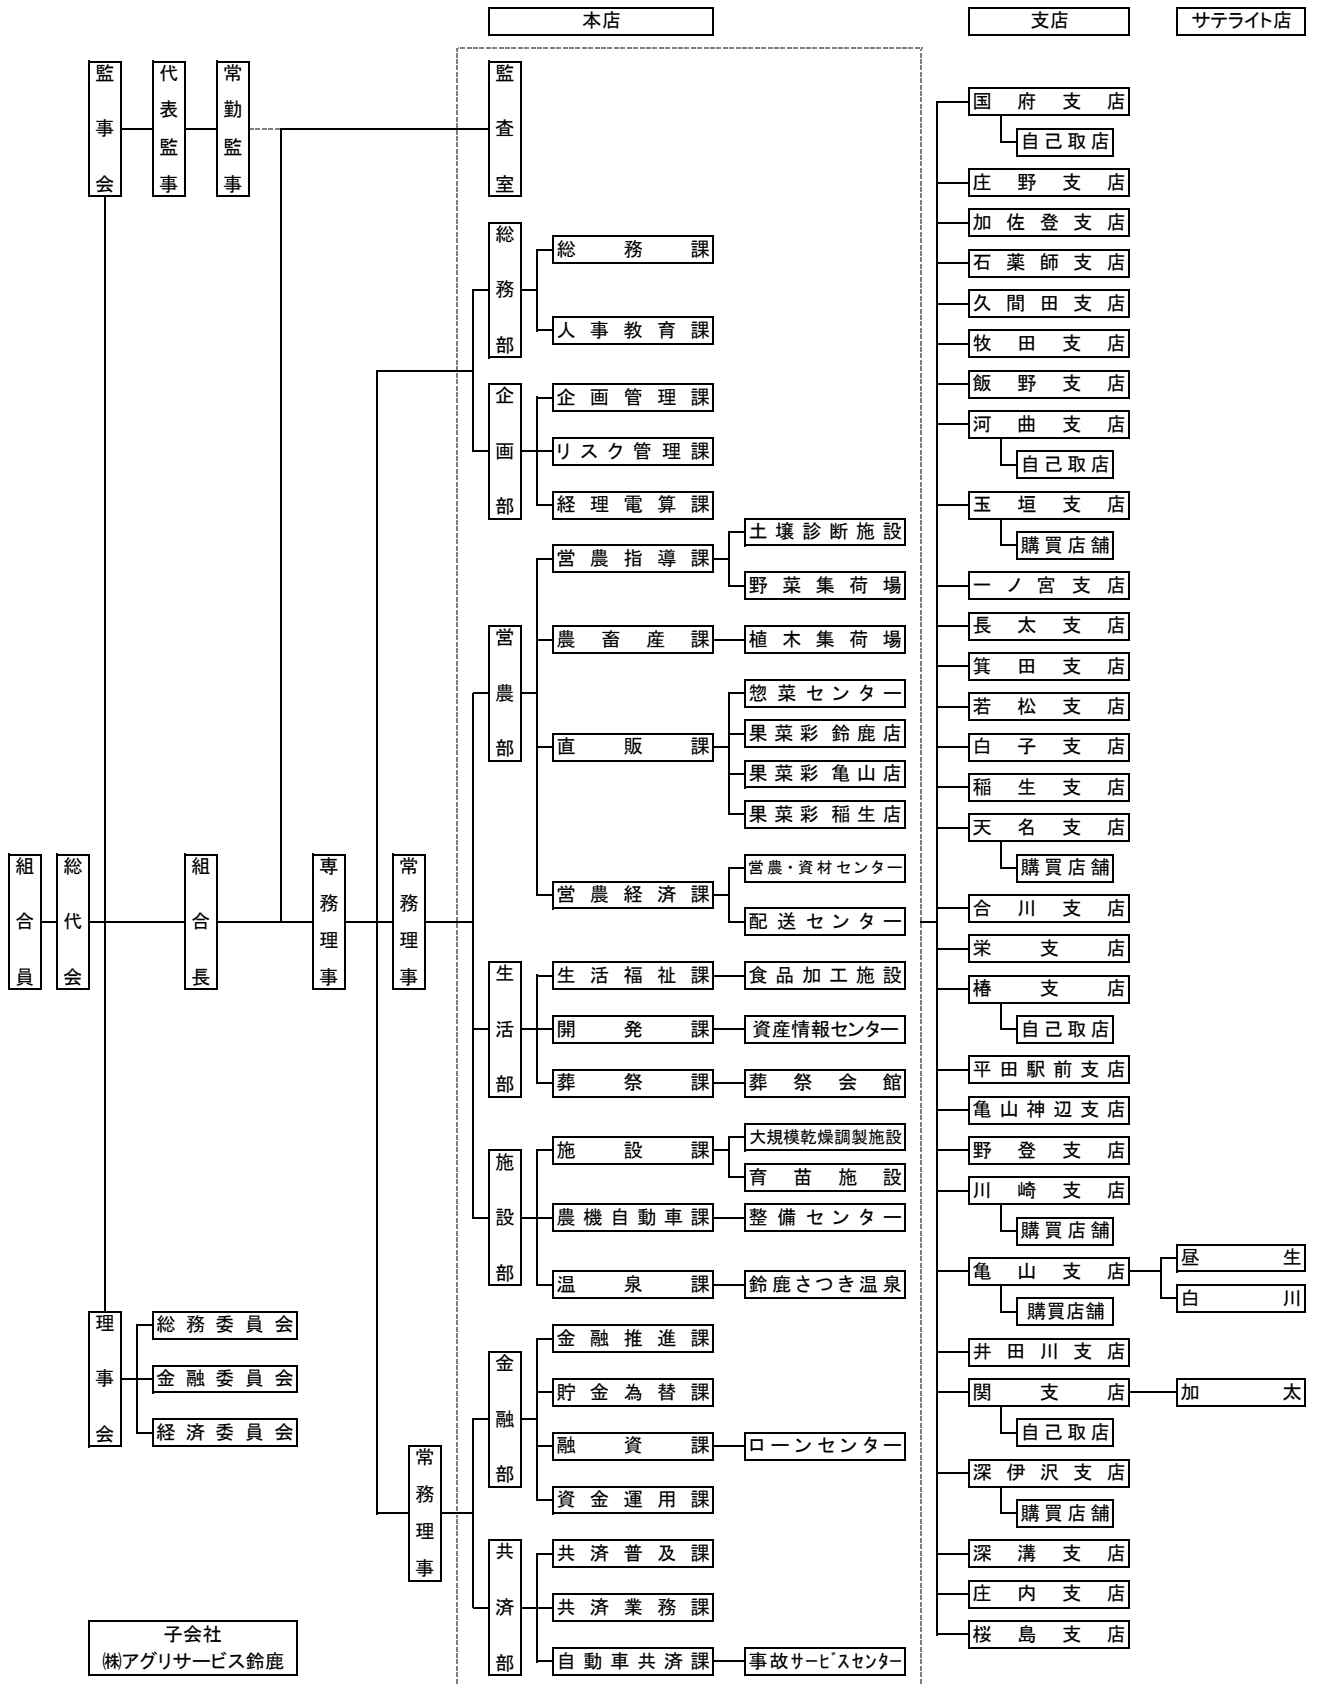 本店
支店
サテライト店
監事会
代表監事
常勤監事
監査室
総務部
総務課
人事教育課
企画部
企画管理課
リスク管理課
経理電算課
営農部
営農指導課
土壌診断施設
野菜集荷場
農畜産課
植木集荷場
直販課
惣菜センター
果菜彩 鈴鹿店
果菜彩 亀山店
果菜彩 稲生店
営農経済課
営農・資材センター
配送センター
組合員
総代会
組合長
専務理事
常務理事
生活部
生活福祉課
食品加工施設
開発課
資産情報センター
葬祭課
葬祭会館
施設部
施設課
大規模乾燥調製施設
育苗施設
農機自動車課
整備センター
温泉課
鈴鹿さつき温泉
理事会
総務委員会
金融委員会
経済委員会
常務理事
金融部
金融推進課
貯金為替課
融資課
ローンセンター
資金運用課
共済部
共済普及課
共済業務課
自動車共済課
事故サービスセンター
子会社
㈱アグリサービス鈴鹿
国府支店
自己取店
庄野支店
加佐登支店
石薬師支店
久間田支店
牧田支店
飯野支店
河曲支店
自己取店
玉垣支店
購買店舗
一ノ宮支店
長太支店
箕田支店
若松支店
白子支店
稲生支店
天名支店
購買店舗
合川支店
栄支店
椿支店
自己取店
平田駅前支店
亀山神辺支店
野登支店
川崎支店
購買店舗
亀山支店
昼生
白川
購買店舗
井田川支店
関支店
加太
自己取店
深伊沢支店
購買店舗
深溝支店
庄内支店
桜島支店